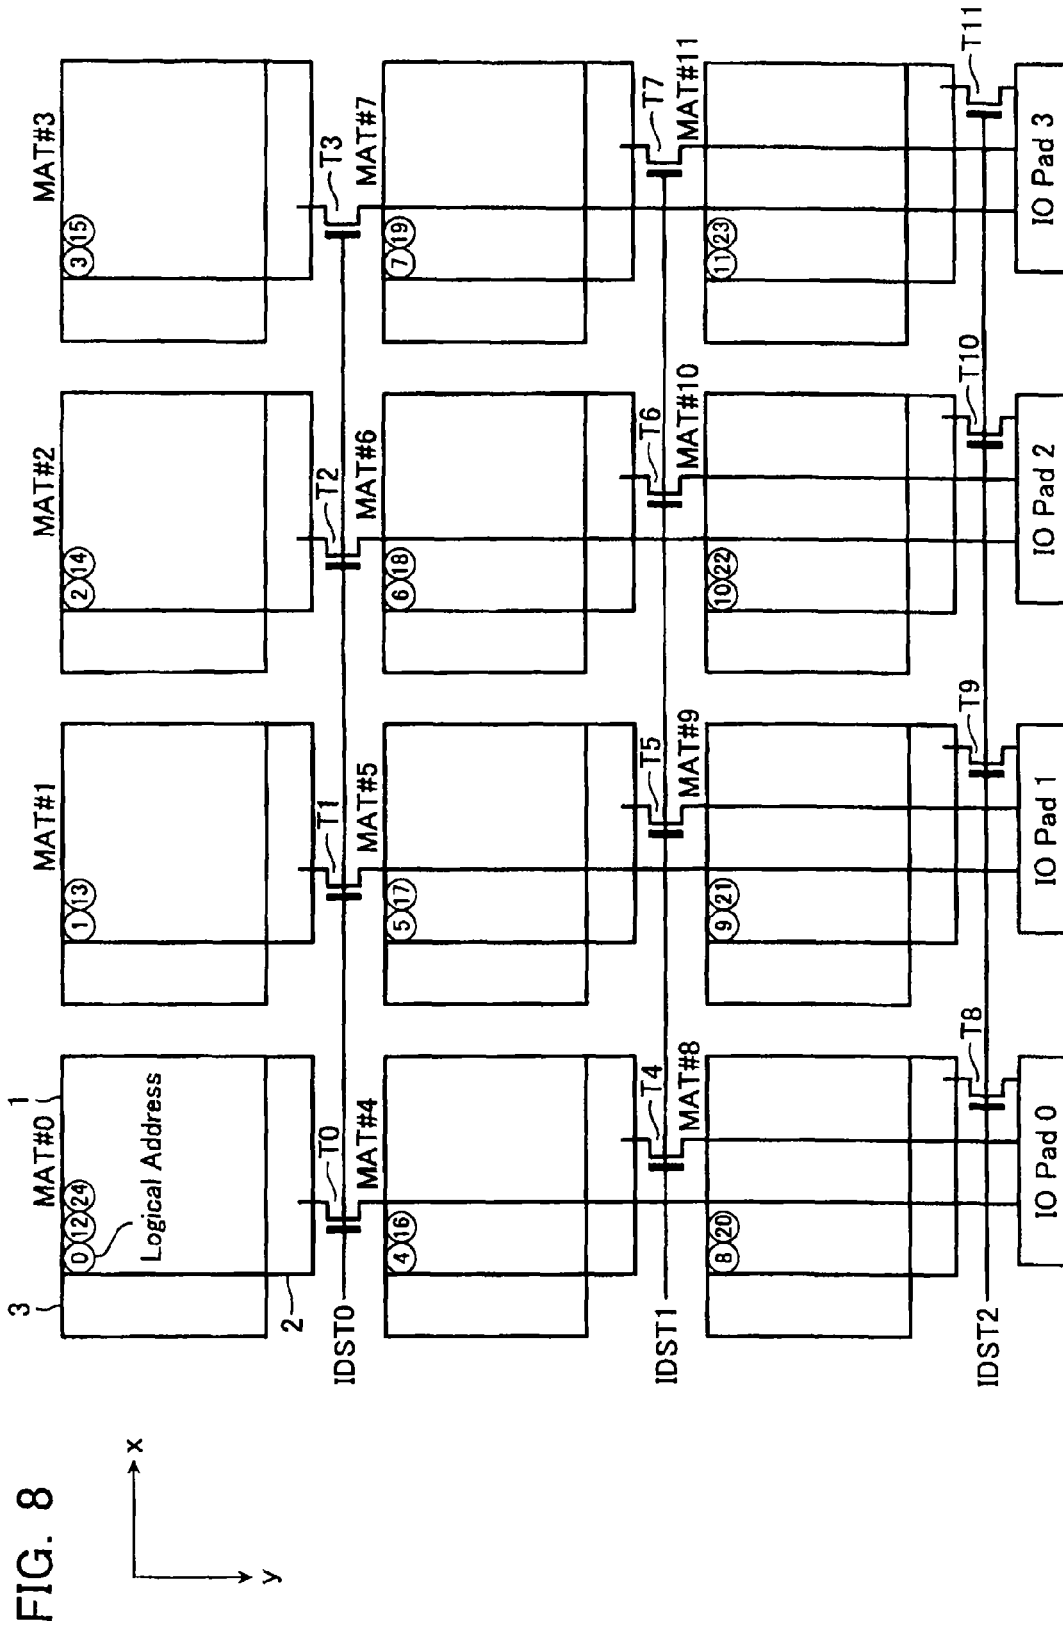 FIG. 8
x
y
3
1
2
MAT#0
MAT#1
MAT#2
MAT#3
0 12 24
1 13
2 14
3 15
Logical Address
T0
T1
T2
T3
IDST0
MAT#4
MAT#5
MAT#6
MAT#7
4 16
5 17
6 18
7 19
T4
T5
T6
T7
IDST1
MAT#8
MAT#9
MAT#10
MAT#11
8 20
9 21
10 22
11 23
T8
T9
T10
T11
IDST2
IO Pad 0
IO Pad 1
IO Pad 2
IO Pad 3